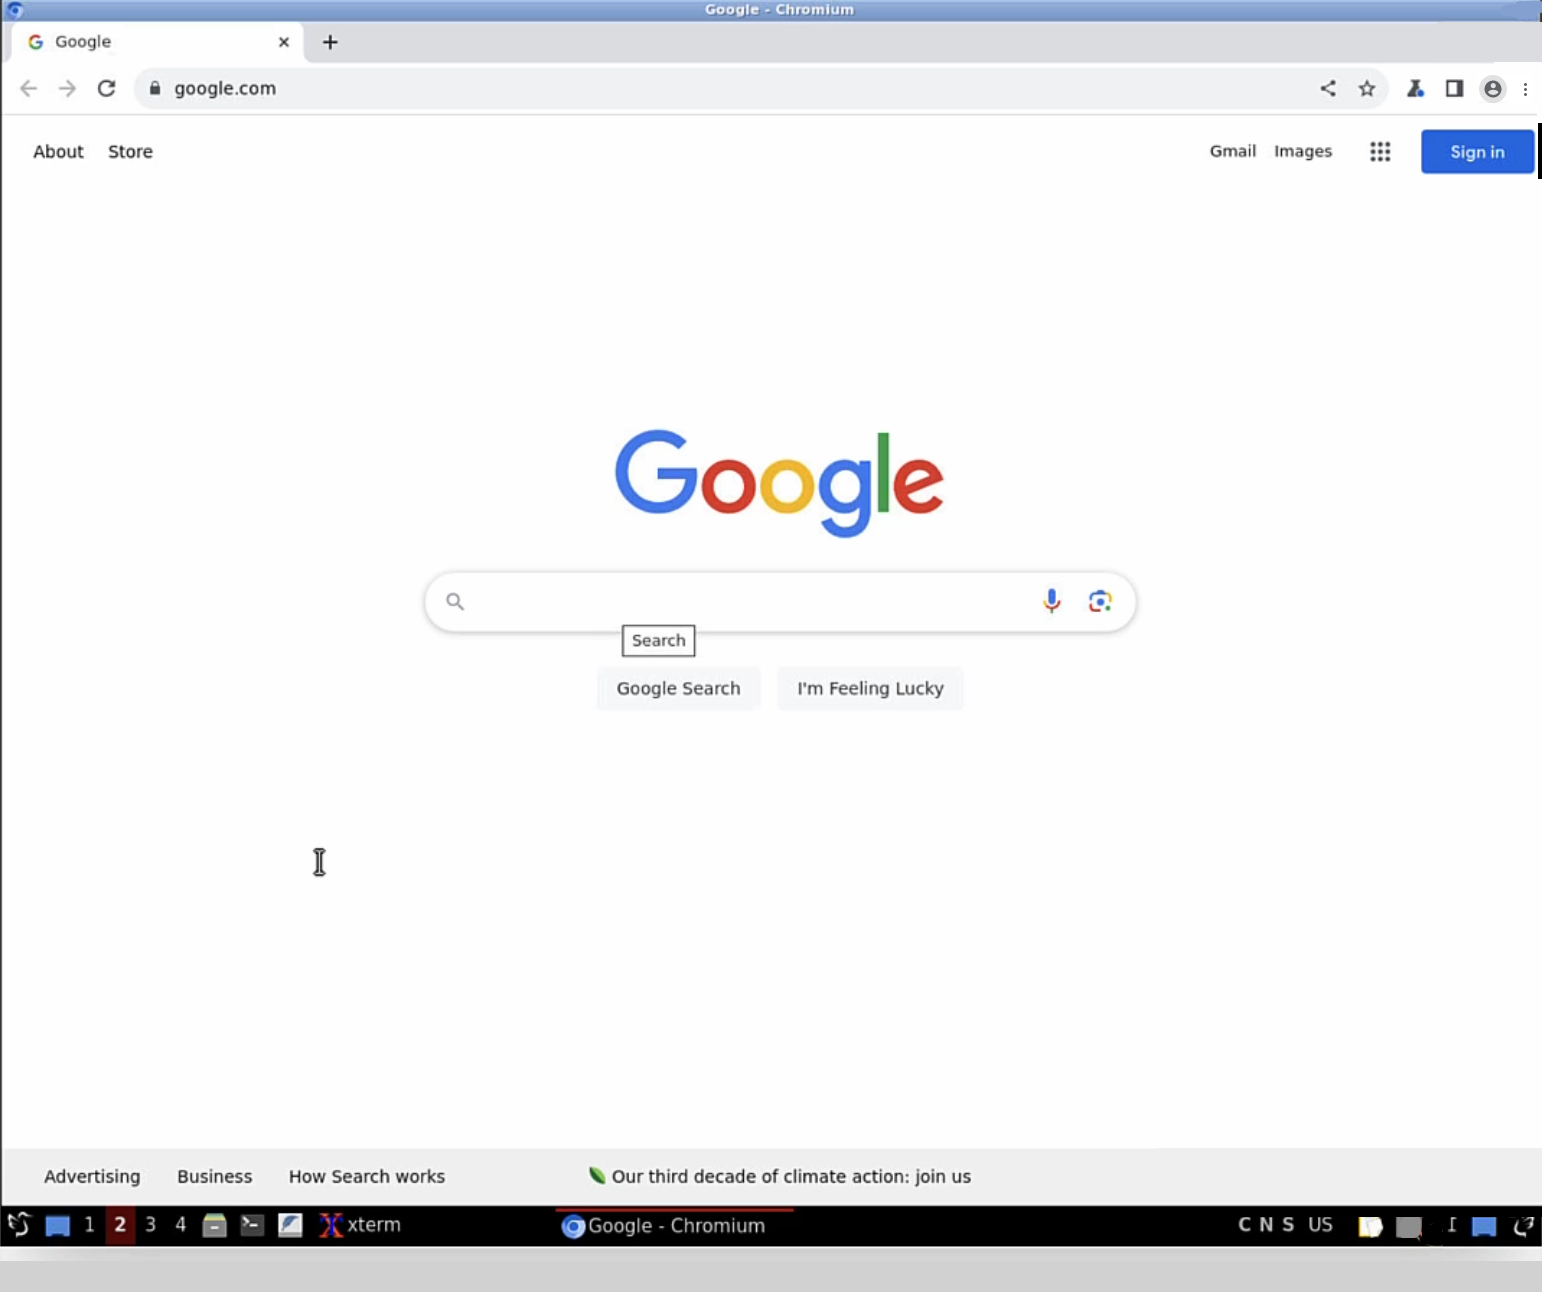 Google - Chromium
Google
google.com
About Store Gmail Images Sign in
Google
Search
Google Search I'm Feeling Lucky
Advertising Business How Search works Our third decade of climate action: join us
1 2 3 4 xterm Google - Chromium C N S US